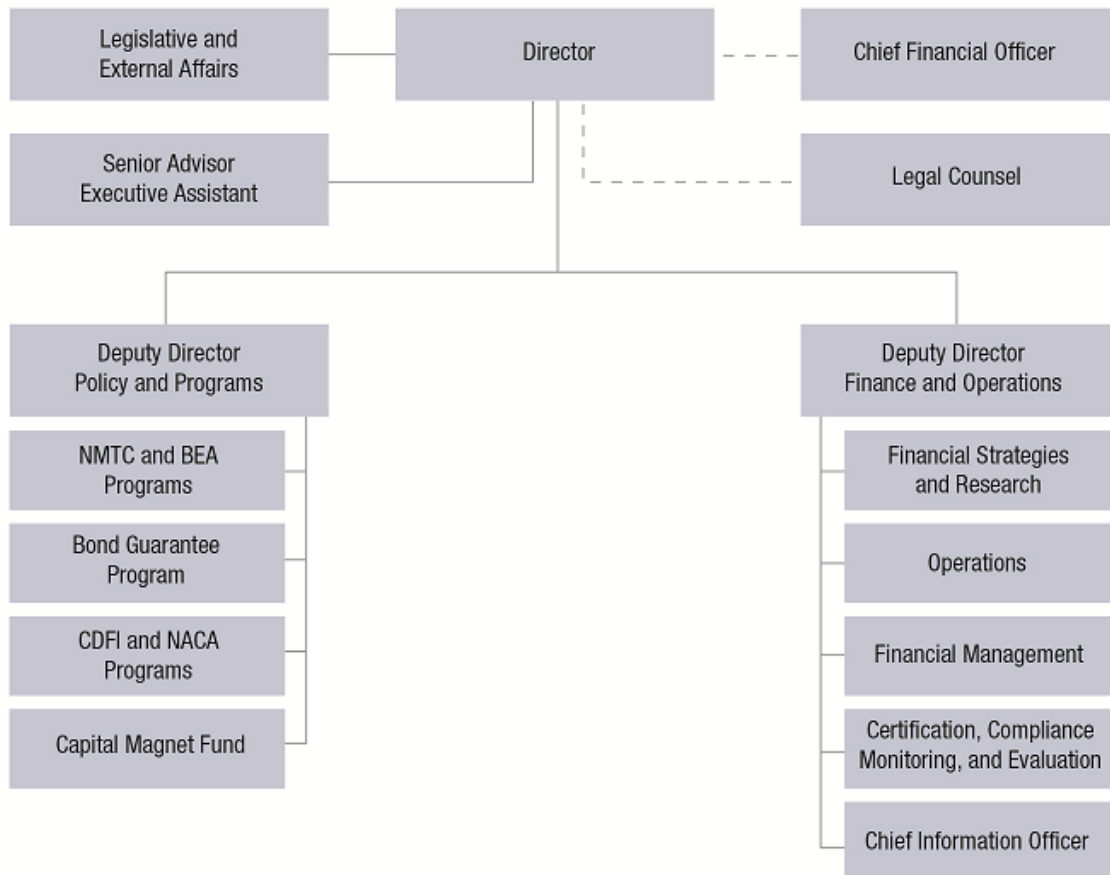 Legislative and
External Affairs
Director
Chief Financial Officer
Senior Advisor
Executive Assistant
Legal Counsel
Deputy Director
Policy and Programs
NMTC and BEA
Programs
Bond Guarantee
Program
CDFI and NACA
Programs
Capital Magnet Fund
Deputy Director
Finance and Operations
Financial Strategies
and Research
Operations
Financial Management
Certification, Compliance
Monitoring, and Evaluation
Chief Information Officer